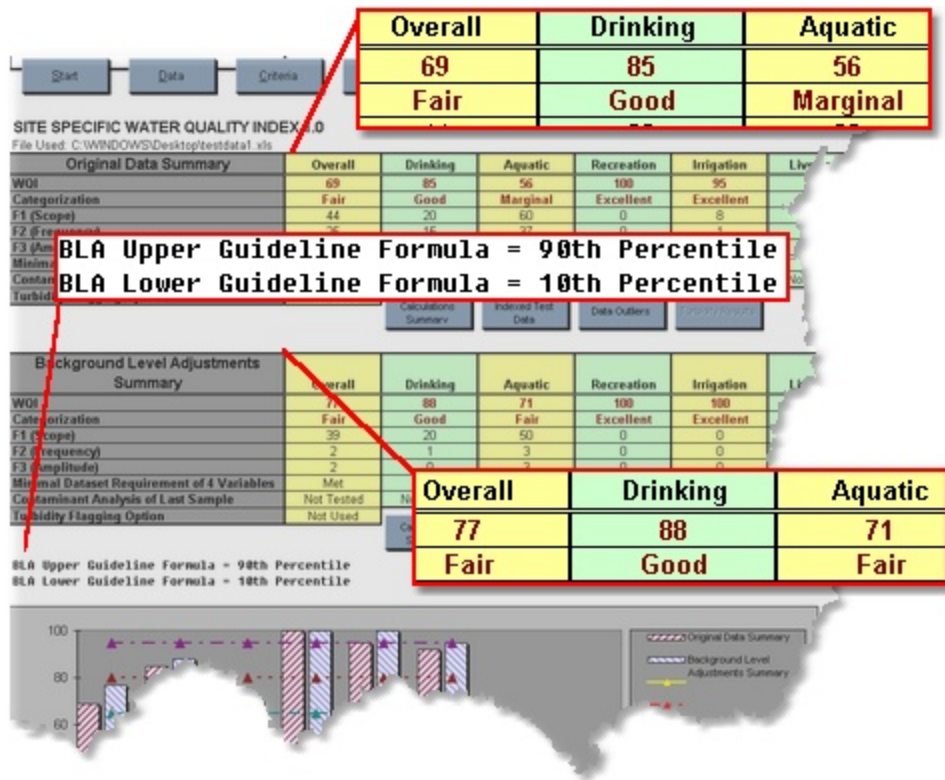 Overall Drinking Aquatic
69 85 56
Fair Good Marginal
Start Data Criteria
SITE SPECIFIC WATER QUALITY INDEX 1.0
File Used: C:\WINDOWS\Desktop\testdata1.xls
Original Data Summary Overall Drinking Aquatic Recreation Irrigation
WQI 69 85 56 100 95
Categorization Fair Good Marginal Excellent Excellent
F1 (Scope) 44 20 60 0 8
F2
F3
BLA Upper Guideline Formula = 90th Percentile
BLA Lower Guideline Formula = 10th Percentile
Calculations Summary Indexed Test Data Data Outliers Turbidity Results
Background Level Adjustments Summary Overall Drinking Aquatic Recreation Irrigation
WQI 77 88 71 100 100
Categorization Fair Good Fair Excellent Excellent
F1 (Scope) 39 20 50 0 0
F2 (Frequency) 2 1 3 0 0
F3 (Amplitude) 2
Minimal Dataset Requirement of 4 Variables Met
Contaminant Analysis of Last Sample Not Tested
Turbidity Flagging Option Not Used
Overall Drinking Aquatic
77 88 71
Fair Good Fair
BLA Upper Guideline Formula = 90th Percentile
BLA Lower Guideline Formula = 10th Percentile
100
80
60
Original Data Summary
Background Level
Adjustments Summary